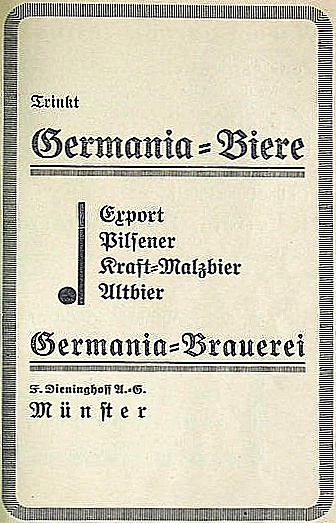 Trinkt
Germania=Biere
Export
Pilſener
Kraft=Malzbier
Altbier
Germania=Brauerei
F. Dieninghoff A.=G.
Münſter